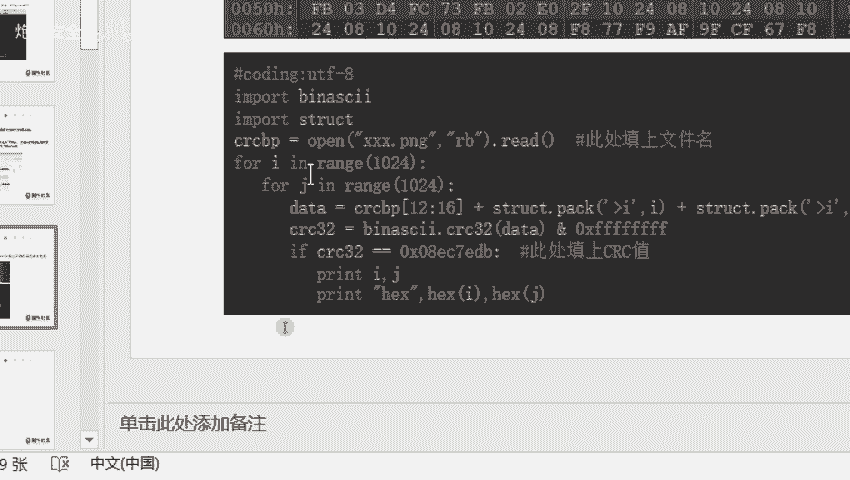 0050h: FB 03 D4 FC 73 FB 02 E0 2F 10 24 08 10 24 08 10
0060h: 24 08 10 24 08 10 24 08 F8 77 F9 AF 9F CF 67 F8
#coding:utf-8
import binascii
import struct
crcbp = open("xxx.png","rb").read()  #此处填上文件名
for i in range(1024):
for j in range(1024):
data = crcbp[12:16] + struct.pack('>i',i) + struct.pack('>i',
crc32 = binascii.crc32(data) & 0xffffffff
if crc32 == 0x08ec7edb:  #此处填上CRC值
print i,j
print "hex",hex(i),hex(j)
单击此处添加备注
9 张 中文(中国)